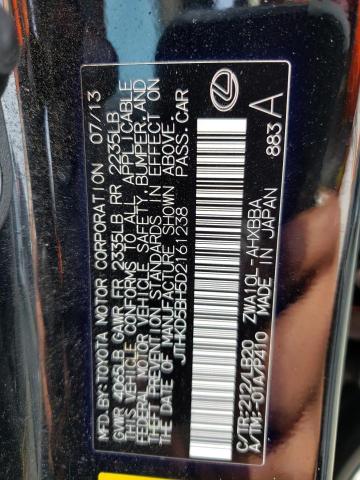 MFD. BY: TOYOTA MOTOR CORPORATION 07/13
GVWR 4065LB GAWR FR 2335LB RR 2235LB
THIS VEHICLE CONFORMS TO ALL APPLICABLE
FEDERAL MOTOR VEHICLE SAFETY, BUMPER, AND
THEFT PREVENTION STANDARDS IN EFFECT ON
THE DATE OF MANUFACTURE SHOWN ABOVE.
JTHKD5BH5D2161238 PASS. CAR
C/TR: 212/LB20 ZWA10L-AHXBBA
A/TM: -01A/P410 MADE IN JAPAN
883 A